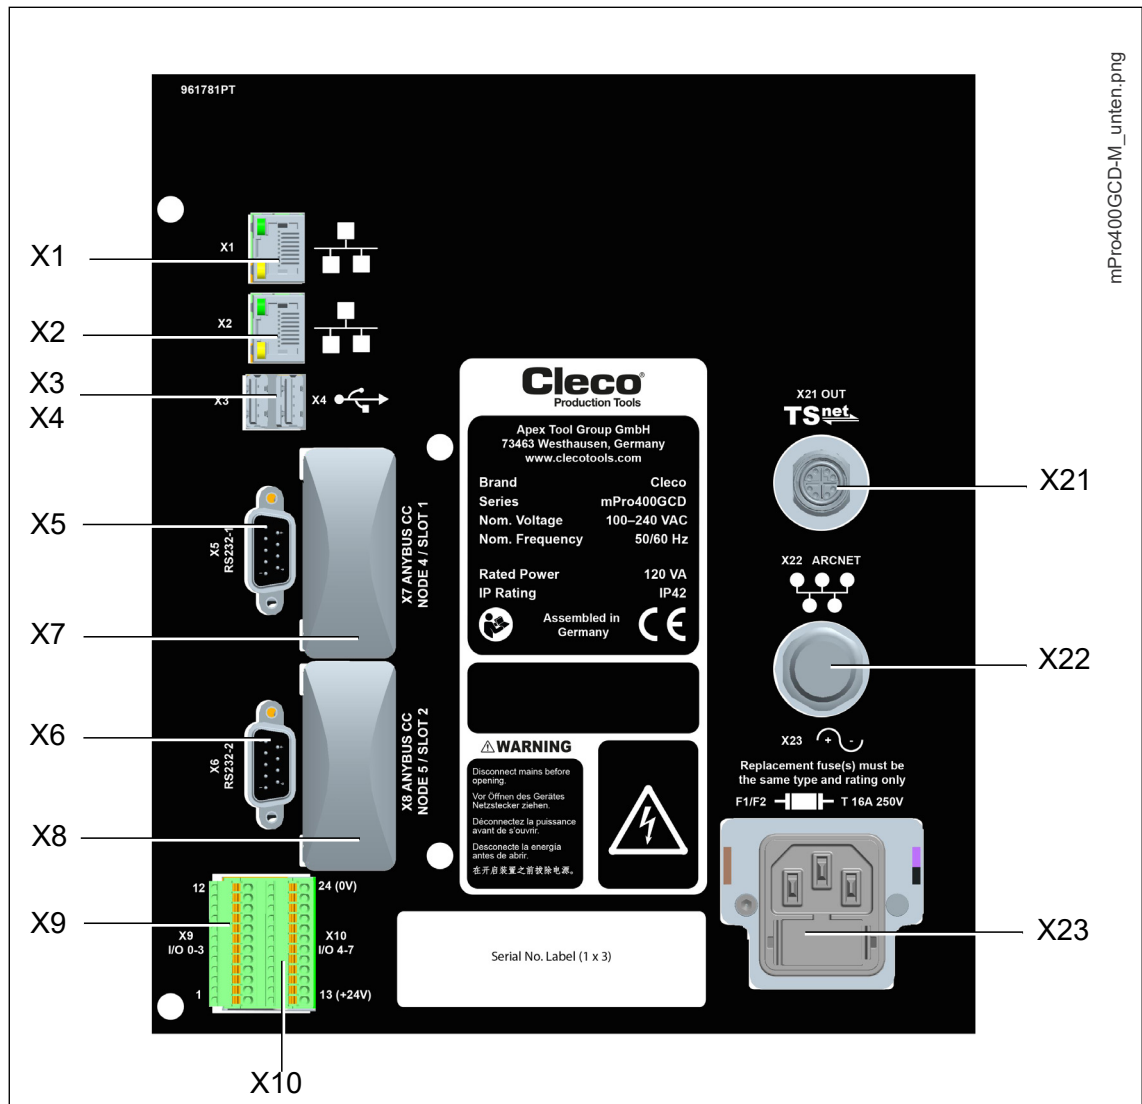 mPro400GCD-M_unten.png
961781PT
X1
X1
X2
X2
X3
X4
X3
X4
X5
X5
RS232-1
X7 ANYBUS CC
NODE 4 / SLOT 1
X7
X6
X6
RS232-2
X8 ANYBUS CC
NODE 5 / SLOT 2
X8
12
24 (0V)
X9
X9
I/O 0-3
X10
I/O 4-7
1
13 (+24V)
X10
Cleco®
Production Tools
Apex Tool Group GmbH
73463 Westhausen, Germany
www.clecotools.com
Brand Cleco
Series mPro400GCD
Nom. Voltage 100–240 VAC
Nom. Frequency 50/60 Hz
Rated Power 120 VA
IP Rating IP42
Assembled in
Germany
CE
WARNING
Disconnect mains before
opening.
Vor Öffnen des Gerätes
Netzstecker ziehen.
Déconnectez la puissance
avant de s'ouvrir.
Desconecte la energía
antes de abrir.
在开启装置之前拔除电源。
Serial No. Label (1 x 3)
X21 OUT
TSnet
X21
X22 ARCNET
X22
X23 + -
Replacement fuse(s) must be
the same type and rating only
F1/F2 T 16A 250V
X23